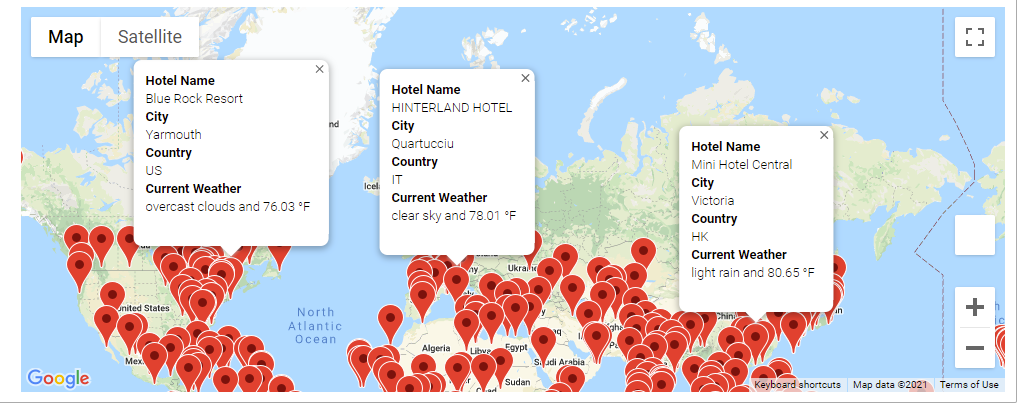 Map
Satellite
Hotel Name
Blue Rock Resort
City
Yarmouth
Country
US
Current Weather
overcast clouds and 76.03 °F
Hotel Name
HINTERLAND HOTEL
City
Quartucciu
Country
IT
Current Weather
clear sky and 78.01 °F
Hotel Name
Mini Hotel Central
City
Victoria
Country
HK
Current Weather
light rain and 80.65 °F
United States
North
Atlantic
Ocean
Algeria
Libya
Egypt
Saudi Arabia
Sudan
Google
Keyboard shortcuts
Map data ©2021
Terms of Use